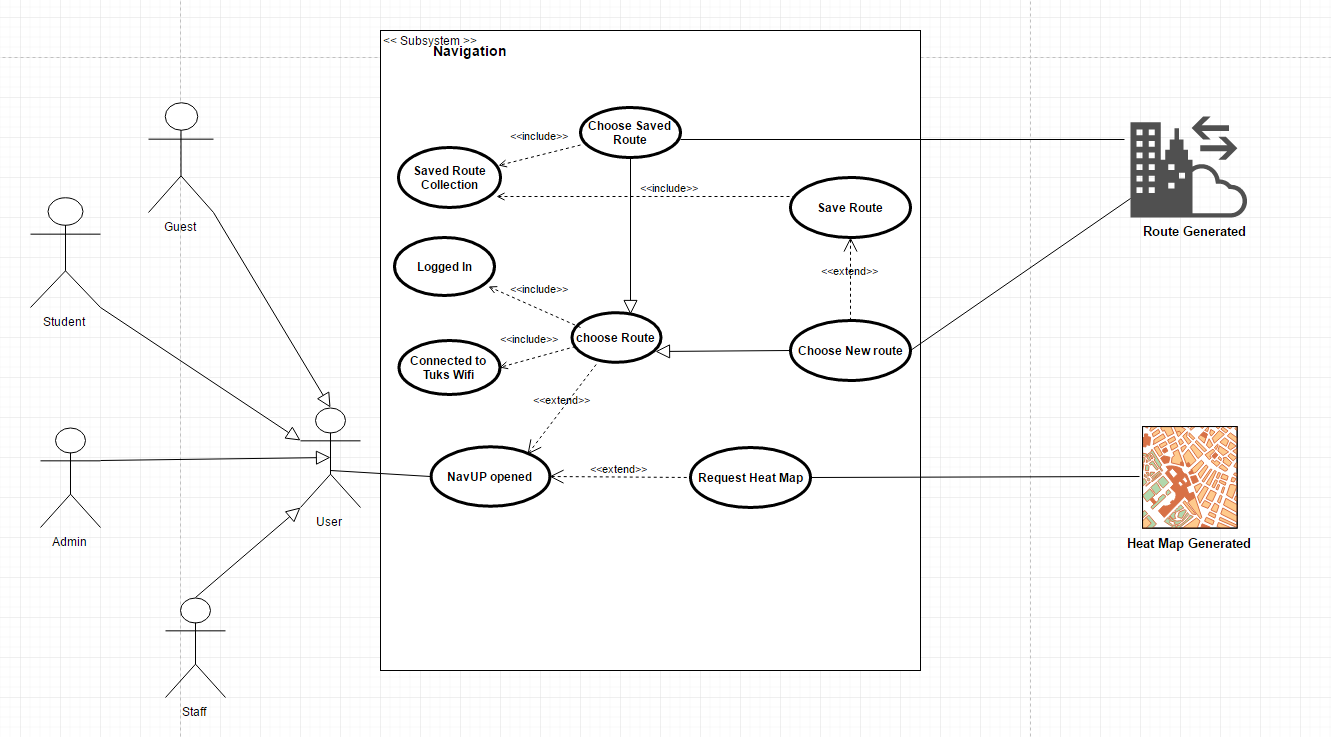 << Subsystem >>
Navigation
Choose Saved
Route
<<include>>
Saved Route
Collection
<<include>>
Save Route
Guest
Route Generated
Logged In
<<include>>
<<extend>>
Student
choose Route
<<include>>
Choose New route
Connected to
Tuks Wifi
<<extend>>
NavUP opened
<<extend>>
Request Heat Map
User
Admin
Heat Map Generated
Staff